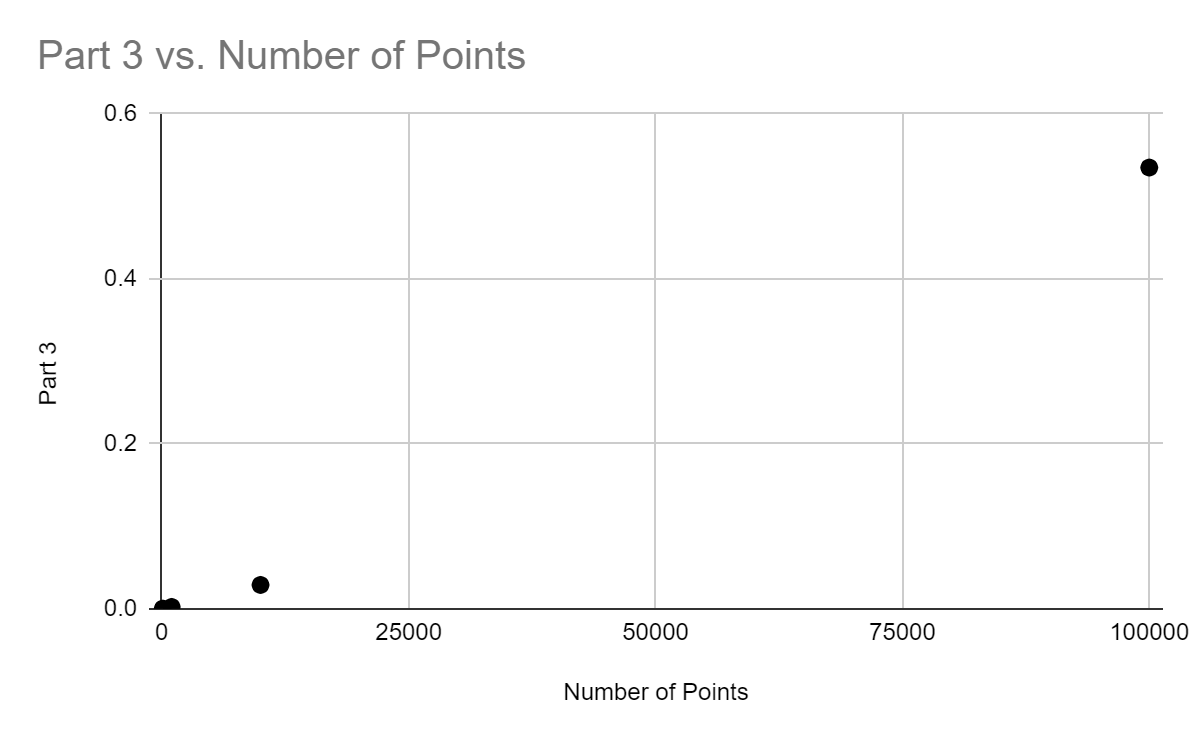 Part 3 vs. Number of Points
0.6
0.4
0.2
0.0
Part 3
0 25000 50000 75000 100000
Number of Points